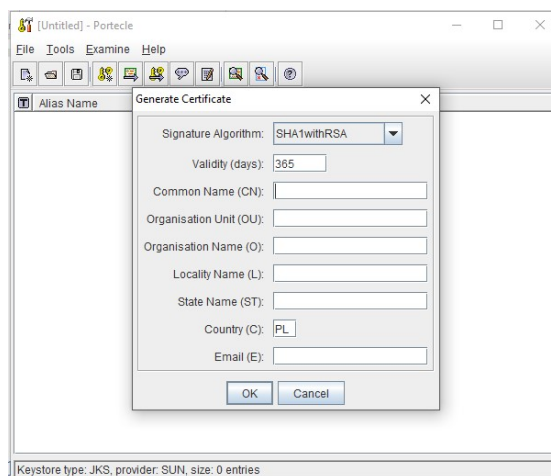 [Untitled] - Portecle
File Tools Examine Help
Alias Name
Generate Certificate
Signature Algorithm: SHA1withRSA
Validity (days): 365
Common Name (CN):
Organisation Unit (OU):
Organisation Name (O):
Locality Name (L):
State Name (ST):
Country (C): PL
Email (E):
OK Cancel
Keystore type: JKS, provider: SUN, size: 0 entries